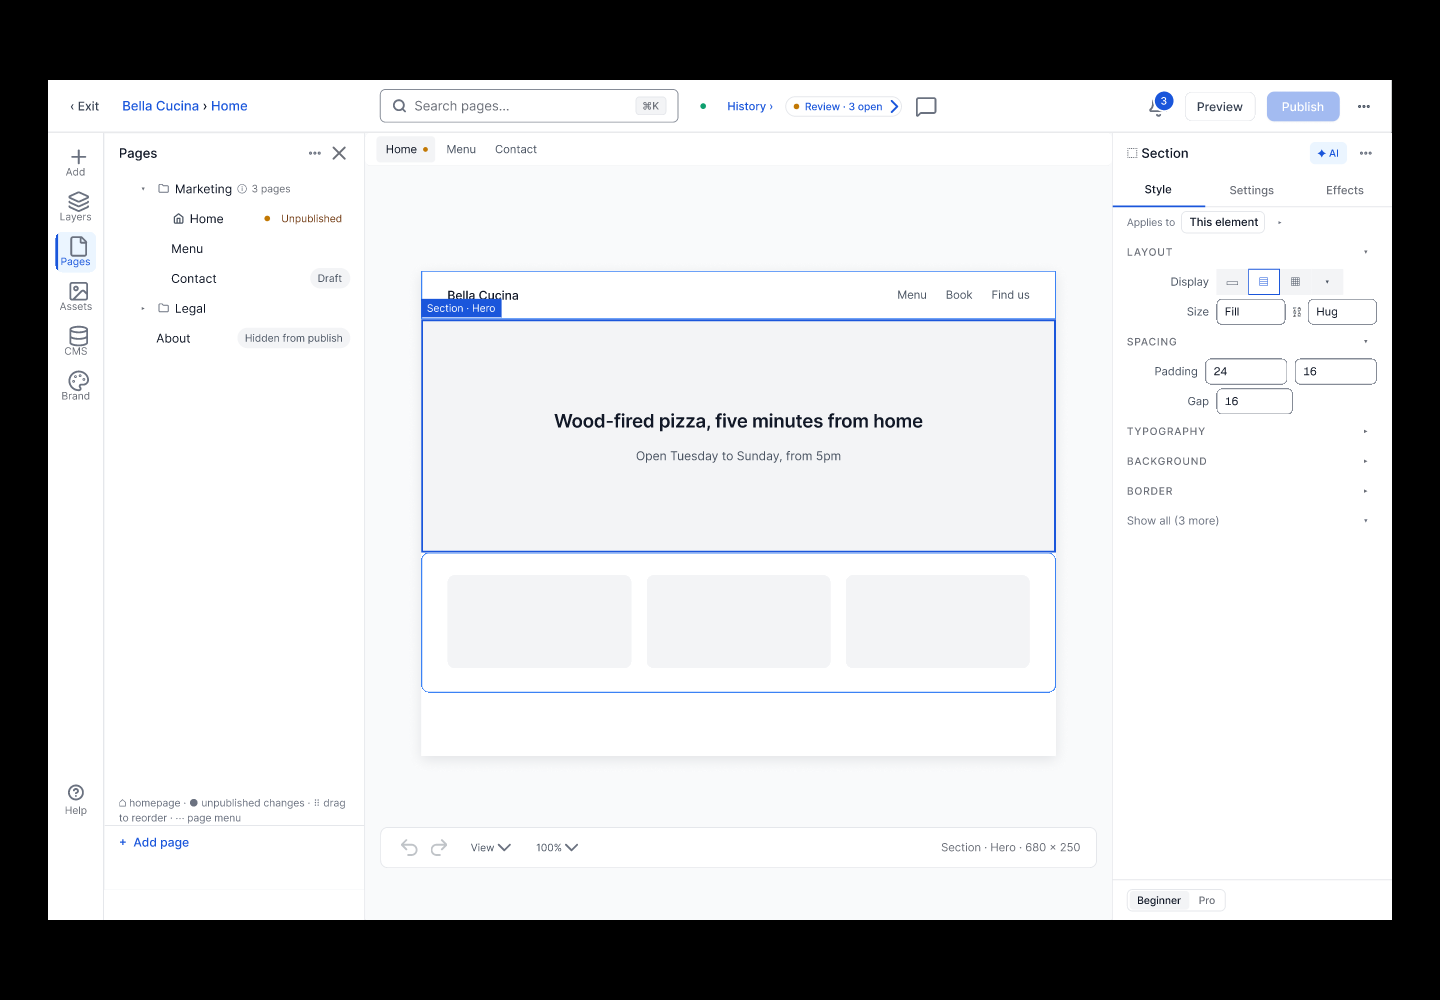 ‹ Exit
Bella Cucina › Home
Search pages...
⌘K
History ›
Review · 3 open
3
Preview
Publish
Add
Layers
Pages
Assets
CMS
Brand
Help
Pages
Marketing
3 pages
Home
Unpublished
Menu
Contact
Draft
Legal
About
Hidden from publish
homepage · ● unpublished changes · ⠿ drag
to reorder · ··· page menu
+ Add page
Home
Menu
Contact
Bella Cucina
Menu
Book
Find us
Section · Hero
Wood-fired pizza, five minutes from home
Open Tuesday to Sunday, from 5pm
View
100%
Section · Hero · 680 × 250
Section
AI
Style
Settings
Effects
Applies to
This element
LAYOUT
Display
Size
Fill
Hug
SPACING
Padding
24
16
Gap
16
TYPOGRAPHY
BACKGROUND
BORDER
Show all (3 more)
Beginner
Pro